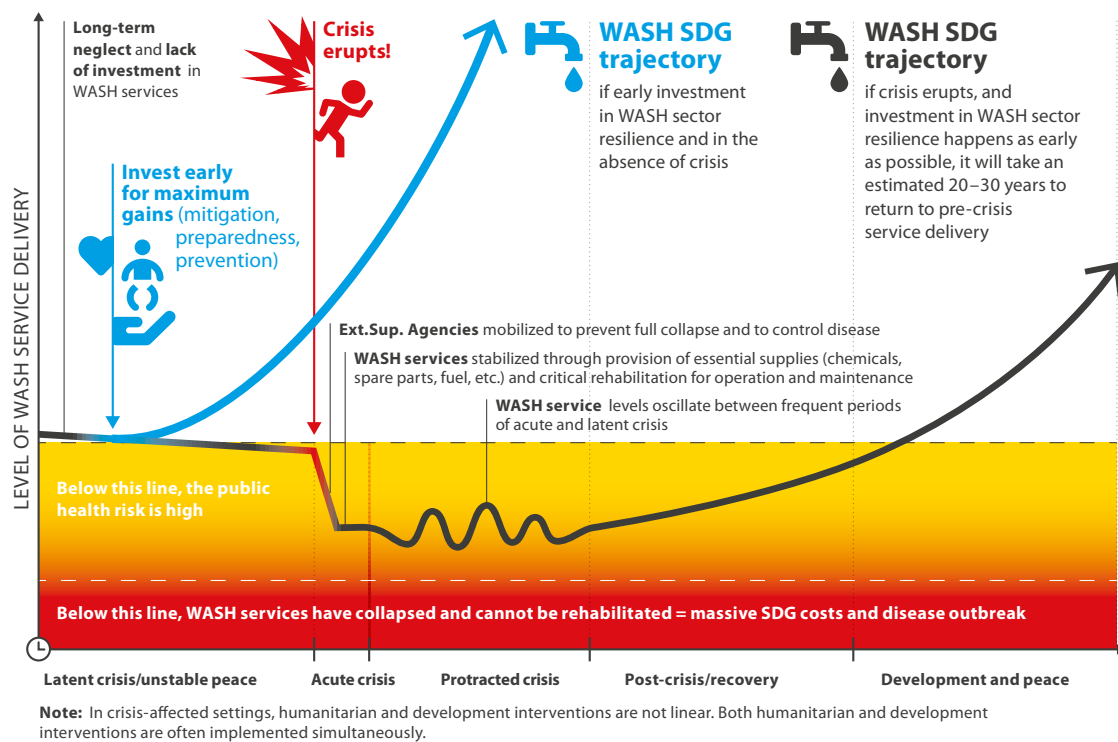 LEVEL OF WASH SERVICE DELIVERY
Long-term
neglect and lack
of investment in
WASH services
Crisis
erupts!
WASH SDG
trajectory
if early investment
in WASH sector
resilience and in the
absence of crisis
WASH SDG
trajectory
if crisis erupts, and
investment in WASH sector
resilience happens as early
as possible, it will take an
estimated 20–30 years to
return to pre-crisis
service delivery
Invest early
for maximum
gains (mitigation,
preparedness,
prevention)
Ext.Sup. Agencies mobilized to prevent full collapse and to control disease
WASH services stabilized through provision of essential supplies (chemicals,
spare parts, fuel, etc.) and critical rehabilitation for operation and maintenance
WASH service levels oscillate between frequent periods
of acute and latent crisis
Below this line, the public
health risk is high
Below this line, WASH services have collapsed and cannot be rehabilitated = massive SDG costs and disease outbreak
Latent crisis/unstable peace
Acute crisis
Protracted crisis
Post-crisis/recovery
Development and peace
Note: In crisis-affected settings, humanitarian and development interventions are not linear. Both humanitarian and development
interventions are often implemented simultaneously.